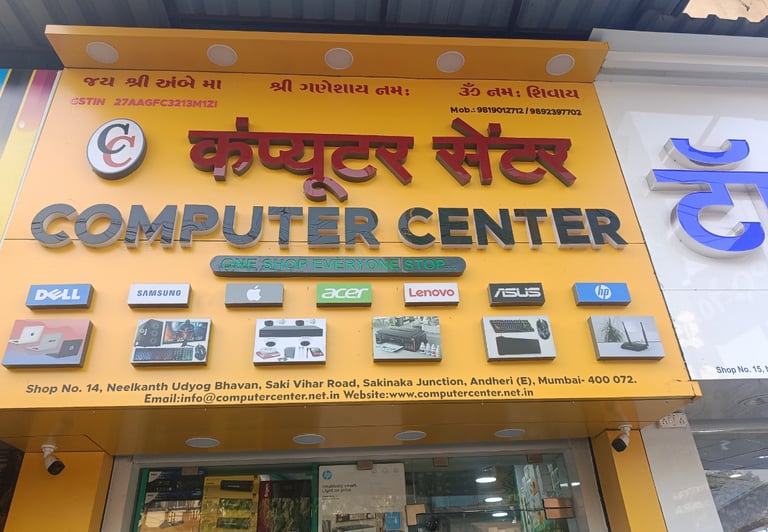 જય શ્રી અંબે મા શ્રી ગણેશાય નમઃ ૐ નમઃ શિવાય
GSTIN 27AAGFC3213M1ZI Mob.: 9819012712 / 9892397702
CC कंप्यूटर सेंटर
COMPUTER CENTER
ONE SHOP EVERYONE STOP
DELL SAMSUNG acer Lenovo ASUS hp
Shop No. 14, Neelkanth Udyog Bhavan, Saki Vihar Road, Sakinaka Junction, Andheri (E), Mumbai- 400 072.
Email:info@computercenter.net.in Website:www.computercenter.net.in
Shop No. 15,
hp